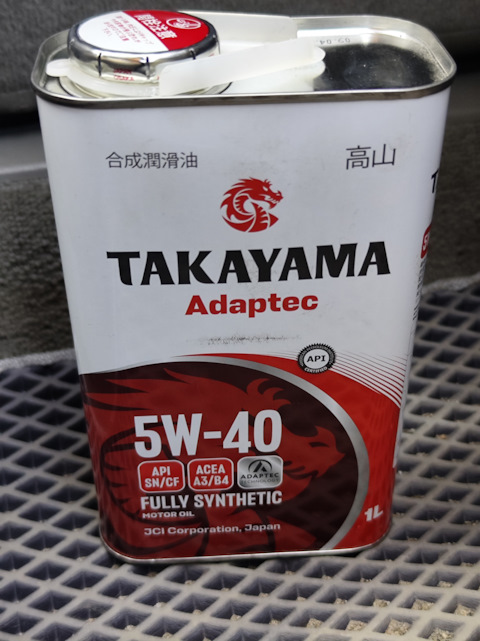 合成潤滑油
高山
TAKAYAMA
Adaptec
API
CERTIFIED
5W-40
API
SN/CF
ACEA
A3/B4
ADAPTEC
FULLY SYNTHETIC
MOTOR OIL
JCI Corporation, Japan
1L